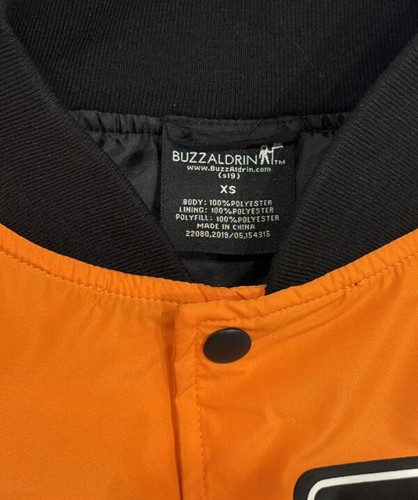 BUZZALDRIN TM
www.BuzzAldrin.com
(s19)
XS
BODY: 100%POLYESTER
LINING: 100%POLYESTER
POLYFILL: 100%POLYESTER
MADE IN CHINA
22080,2019/05,154315